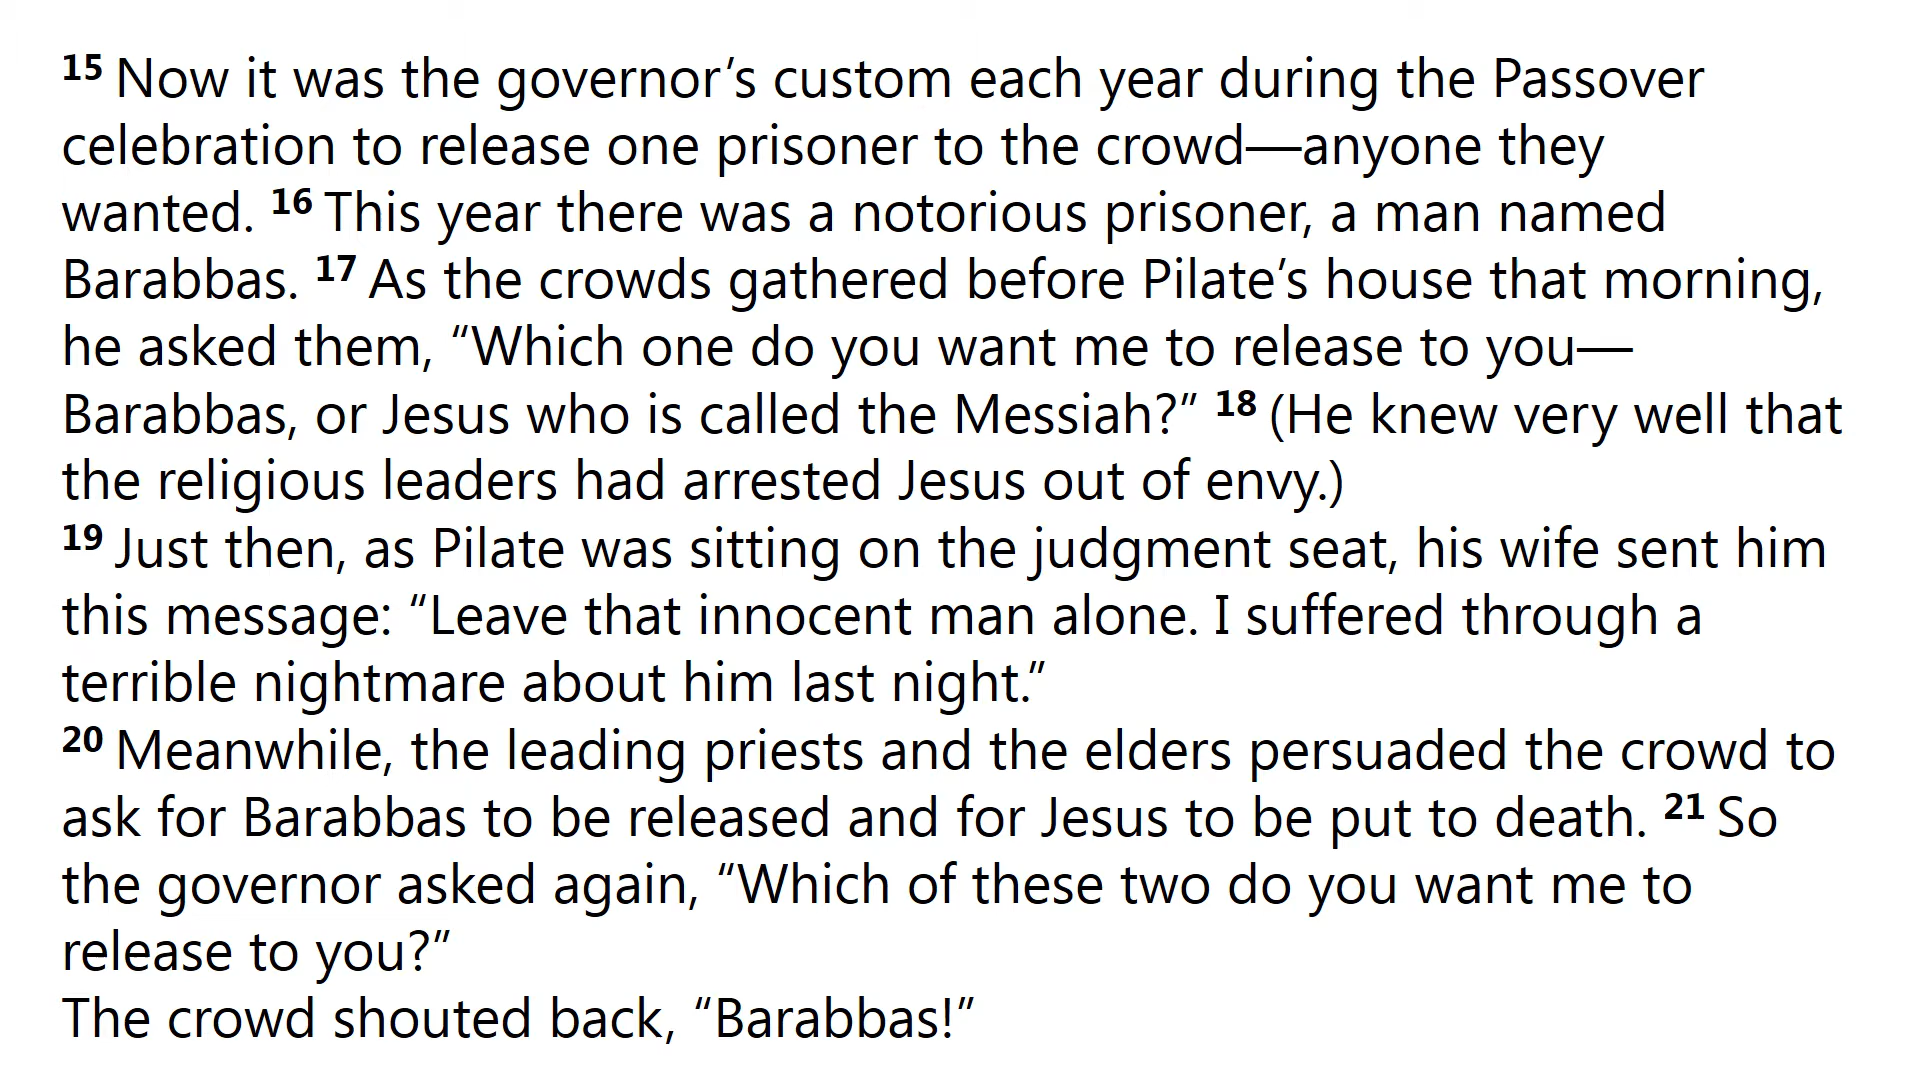 15 Now it was the governor’s custom each year during the Passover
celebration to release one prisoner to the crowd—anyone they
wanted. 16 This year there was a notorious prisoner, a man named
Barabbas. 17 As the crowds gathered before Pilate’s house that morning,
he asked them, “Which one do you want me to release to you—
Barabbas, or Jesus who is called the Messiah?” 18 (He knew very well that
the religious leaders had arrested Jesus out of envy.)
19 Just then, as Pilate was sitting on the judgment seat, his wife sent him
this message: “Leave that innocent man alone. I suffered through a
terrible nightmare about him last night.”
20 Meanwhile, the leading priests and the elders persuaded the crowd to
ask for Barabbas to be released and for Jesus to be put to death. 21 So
the governor asked again, “Which of these two do you want me to
release to you?”
The crowd shouted back, “Barabbas!”